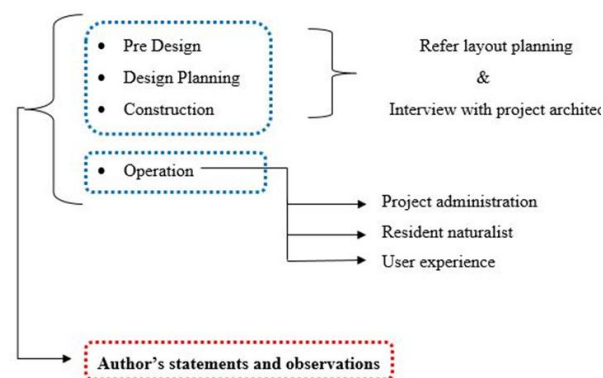 • Pre Design
• Design Planning
• Construction
Refer layout planning
&
Interview with project architec
• Operation
Project administration
Resident naturalist
User experience
Author's statements and observations